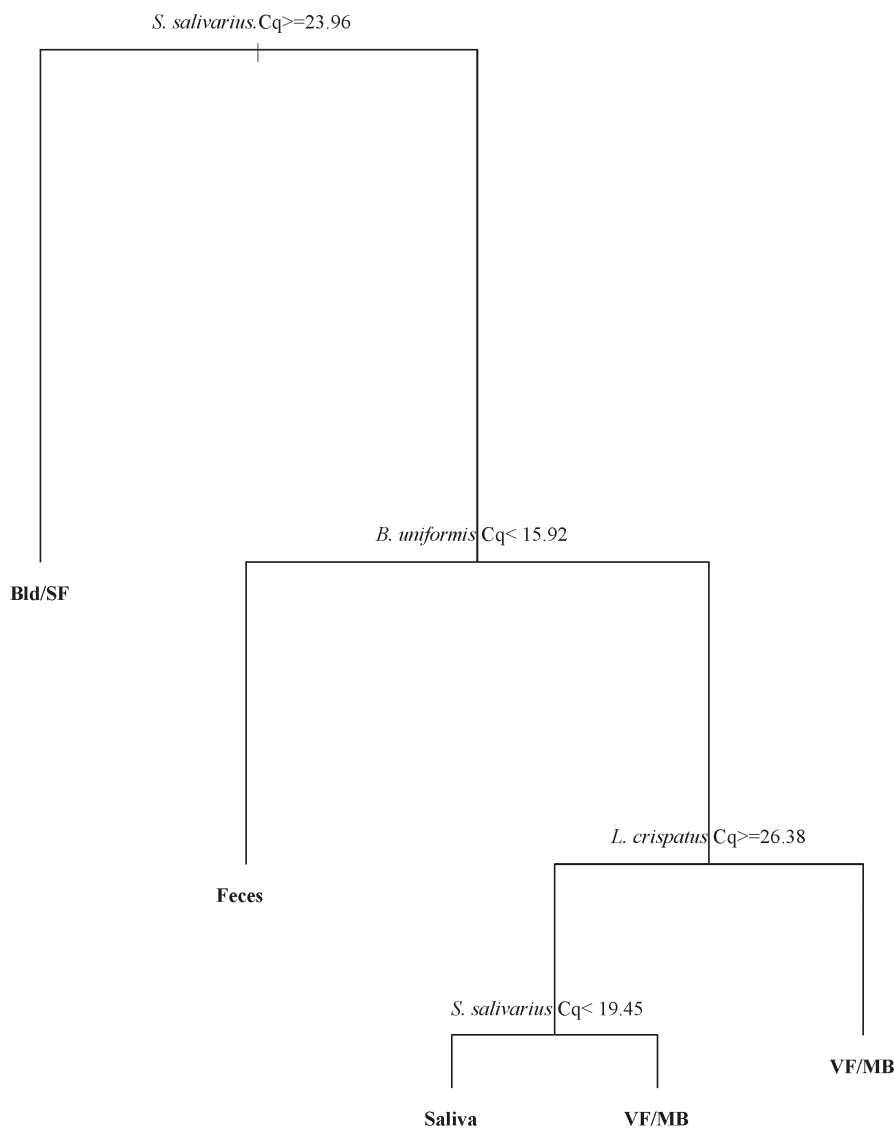 S. salivarius.Cq>=23.96
B. uniformis Cq< 15.92
Bld/SF
L. crispatus Cq>=26.38
Feces
S. salivarius Cq< 19.45
VF/MB
Saliva
VF/MB